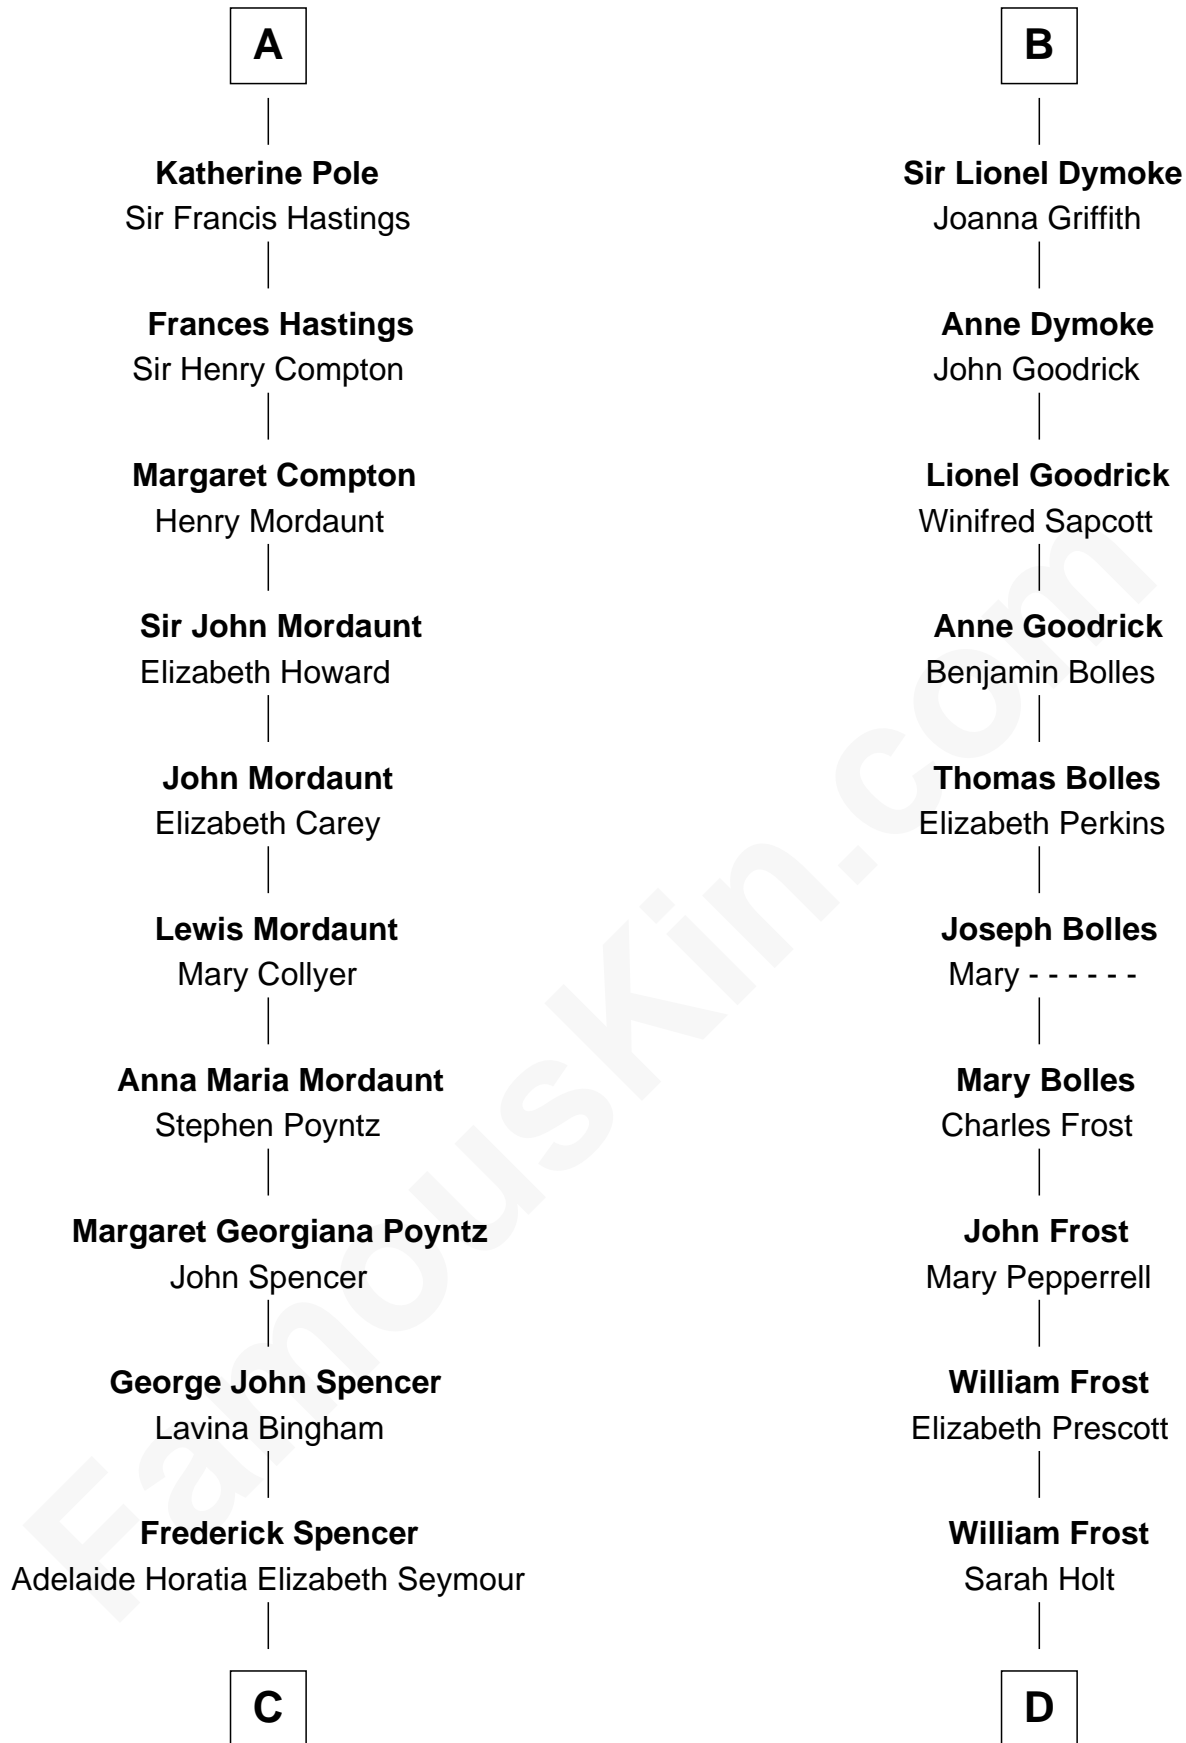 A
Katherine Pole
Sir Francis Hastings
Frances Hastings
Sir Henry Compton
Margaret Compton
Henry Mordaunt
Sir John Mordaunt
Elizabeth Howard
John Mordaunt
Elizabeth Carey
Lewis Mordaunt
Mary Collyer
Anna Maria Mordaunt
Stephen Poyntz
Margaret Georgiana Poyntz
John Spencer
George John Spencer
Lavina Bingham
Frederick Spencer
Adelaide Horatia Elizabeth Seymour
C
B
Sir Lionel Dymoke
Joanna Griffith
Anne Dymoke
John Goodrick
Lionel Goodrick
Winifred Sapcott
Anne Goodrick
Benjamin Bolles
Thomas Bolles
Elizabeth Perkins
Joseph Bolles
Mary - - - - - -
Mary Bolles
Charles Frost
John Frost
Mary Pepperrell
William Frost
Elizabeth Prescott
William Frost
Sarah Holt
D
FamousKin.com